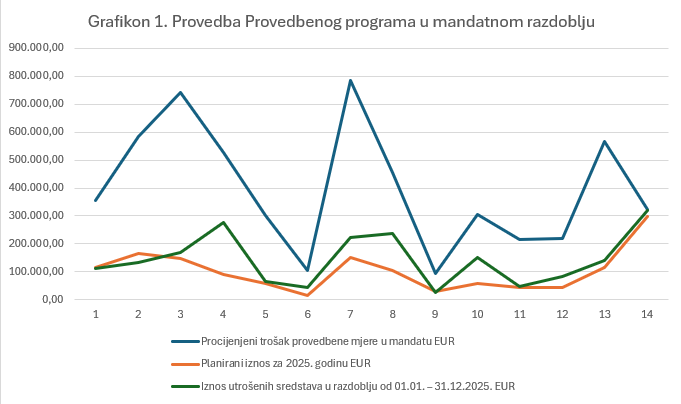 Grafikon 1. Provedba Provedbenog programa u mandatnom razdoblju
900.000,00
800.000,00
700.000,00
600.000,00
500.000,00
400.000,00
300.000,00
200.000,00
100.000,00
0,00
1 2 3 4 5 6 7 8 9 10 11 12 13 14
Procijenjeni trošak provedbene mjere u mandatu EUR
Planirani iznos za 2025. godinu EUR
Iznos utrošenih sredstava u razdoblju od 01.01. – 31.12.2025. EUR